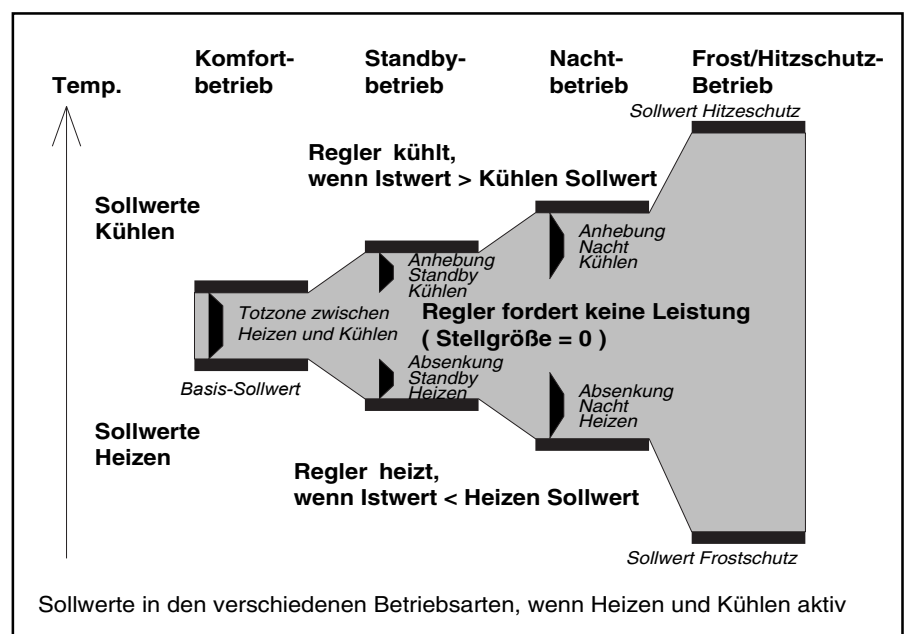 Komfort-
betrieb
Standby-
betrieb
Nacht-
betrieb
Frost/Hitzschutz-
Betrieb
Temp.
Sollwert Hitzeschutz
Regler kühlt,
wenn Istwert > Kühlen Sollwert
Sollwerte
Kühlen
Anhebung
Nacht
Kühlen
Anhebung
Standby
Kühlen
Totzone zwischen
Heizen und Kühlen
Regler fordert keine Leistung
( Stellgröße = 0 )
Basis-Sollwert
Absenkung
Standby
Heizen
Absenkung
Nacht
Heizen
Sollwerte
Heizen
Regler heizt,
wenn Istwert < Heizen Sollwert
Sollwert Frostschutz
Sollwerte in den verschiedenen Betriebsarten, wenn Heizen und Kühlen aktiv